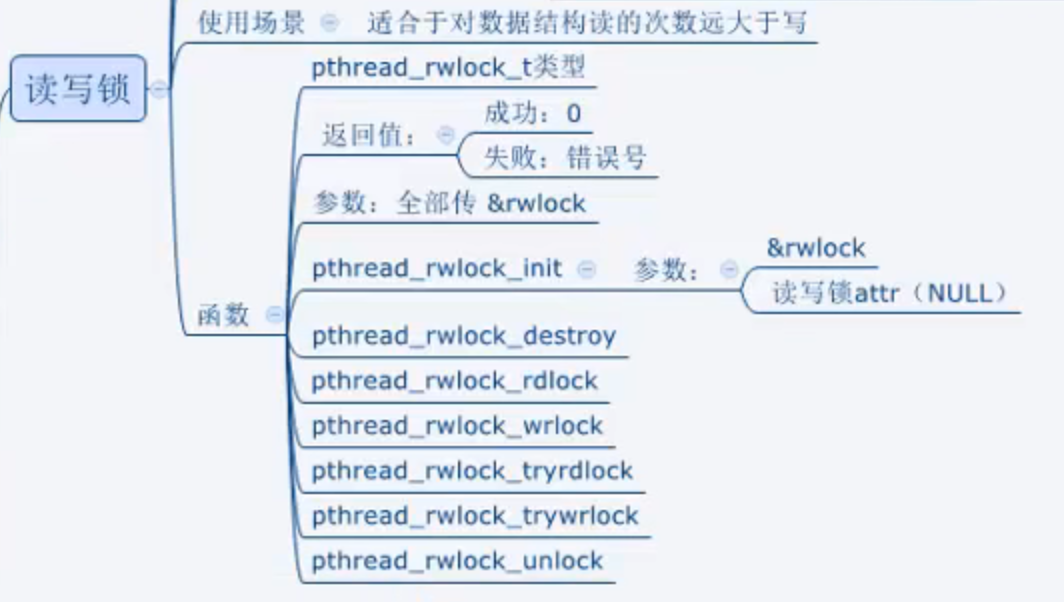 使用场景 适合于对数据结构读的次数远大于写
读写锁
pthread_rwlock_t类型
返回值：
成功：0
失败：错误号
参数：全部传 &rwlock
pthread_rwlock_init 参数：
&rwlock
读写锁attr（NULL）
函数
pthread_rwlock_destroy
pthread_rwlock_rdlock
pthread_rwlock_wrlock
pthread_rwlock_tryrdlock
pthread_rwlock_trywrlock
pthread_rwlock_unlock